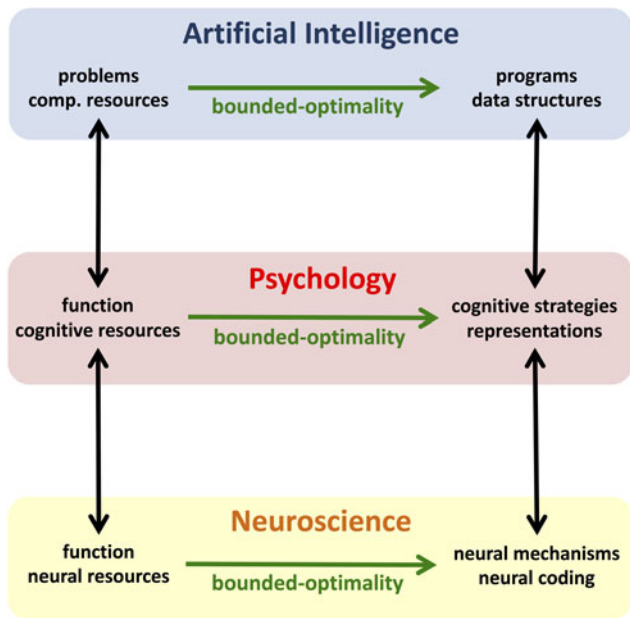 Artificial Intelligence
problems
comp. resources
bounded-optimality
programs
data structures
Psychology
function
cognitive resources
bounded-optimality
cognitive strategies
representations
Neuroscience
function
neural resources
bounded-optimality
neural mechanisms
neural coding